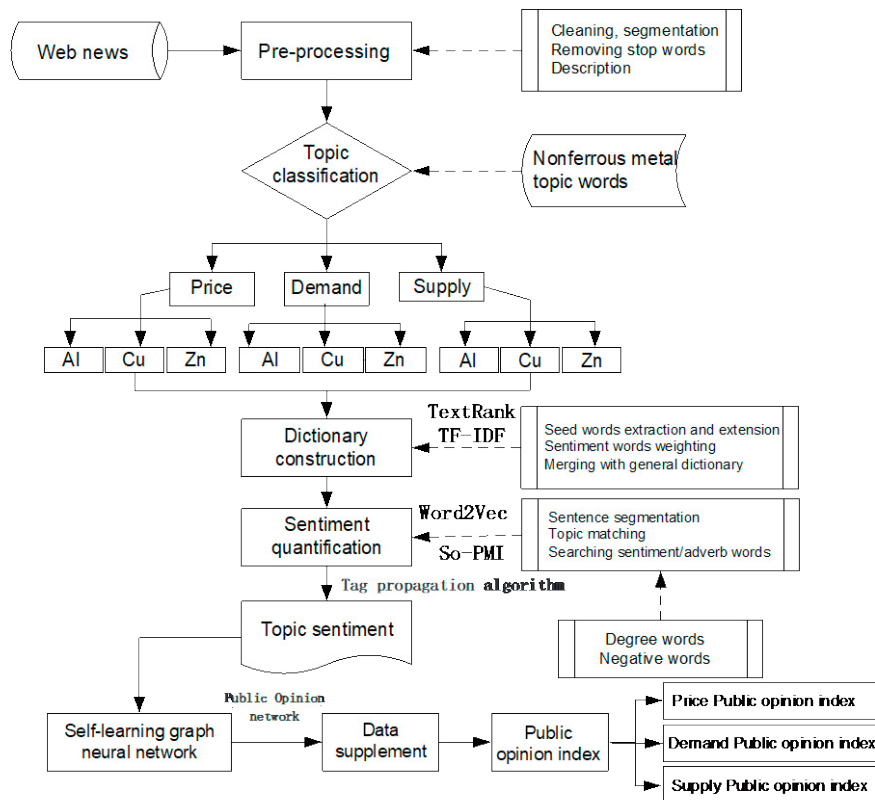 Web news
Pre-processing
Cleaning, segmentation
Removing stop words
Description
Topic
classification
Nonferrous metal
topic words
Price
Demand
Supply
Al
Cu
Zn
Al
Cu
Zn
Al
Cu
Zn
Dictionary
construction
TextRank
TF-IDF
Seed words extraction and extension
Sentiment words weighting
Merging with general dictionary
Sentiment
quantification
Word2Vec
So-PMI
Sentence segmentation
Topic matching
Searching sentiment/adverb words
Tag propagation algorithm
Topic sentiment
Degree words
Negative words
Self-learning graph
neural network
Public Opinion
network
Data
supplement
Public
opinion index
Price Public opinion index
Demand Public opinion index
Supply Public opinion index